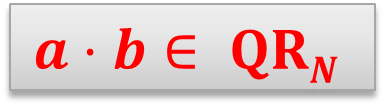 a · b ∈ QR_N